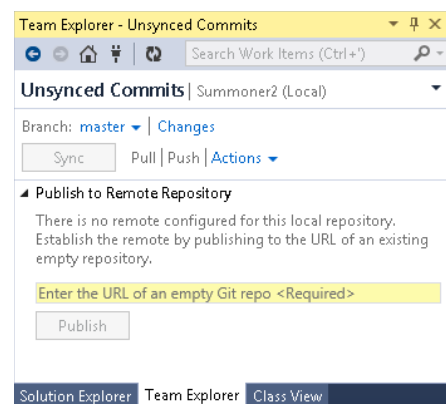 Team Explorer - Unsynced Commits
Search Work Items (Ctrl+')
Unsynced Commits | Summoner2 (Local)
Branch: master | Changes
Sync Pull | Push | Actions
Publish to Remote Repository
There is no remote configured for this local repository.
Establish the remote by publishing to the URL of an existing
empty repository.
Enter the URL of an empty Git repo <Required>
Publish
Solution Explorer Team Explorer Class View